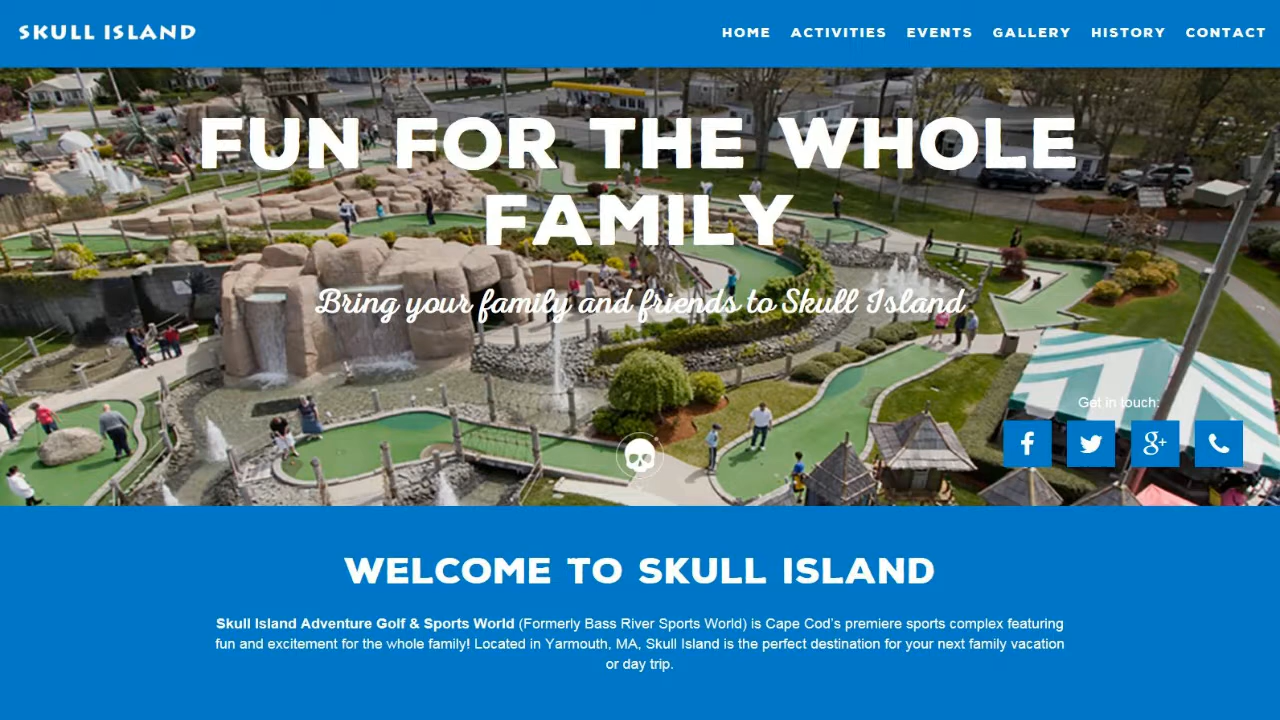 SKULL ISLAND
HOME ACTIVITIES EVENTS GALLERY HISTORY CONTACT
FUN FOR THE WHOLE
FAMILY
Bring your family and friends to Skull Island
Get in touch:
WELCOME TO SKULL ISLAND
Skull Island Adventure Golf & Sports World (Formerly Bass River Sports World) is Cape Cod's premiere sports complex featuring
fun and excitement for the whole family! Located in Yarmouth, MA, Skull Island is the perfect destination for your next family vacation
or day trip.